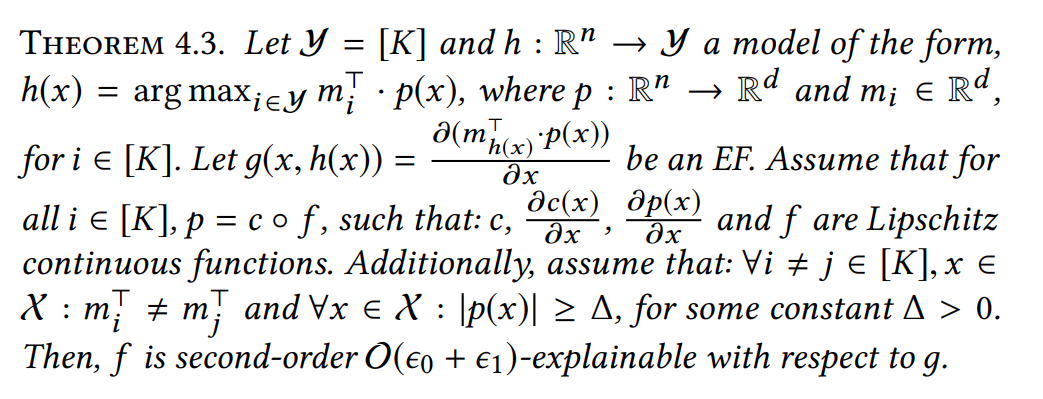 THEOREM 4.3. Let 𝒴 = [K] and h : ℝⁿ → 𝒴 a model of the form,
h(x) = arg max_{i∈𝒴} m_i^⊤ · p(x), where p : ℝⁿ → ℝ^d and m_i ∈ ℝ^d,
for i ∈ [K]. Let g(x, h(x)) = ∂(m_{h(x)}^⊤·p(x))/∂x be an EF. Assume that for
all i ∈ [K], p = c ∘ f, such that: c, ∂c(x)/∂x, ∂p(x)/∂x and f are Lipschitz
continuous functions. Additionally, assume that: ∀i ≠ j ∈ [K], x ∈
𝒳 : m_i^⊤ ≠ m_j^⊤ and ∀x ∈ 𝒳 : |p(x)| ≥ Δ, for some constant Δ > 0.
Then, f is second-order O(ϵ₀ + ϵ₁)-explainable with respect to g.